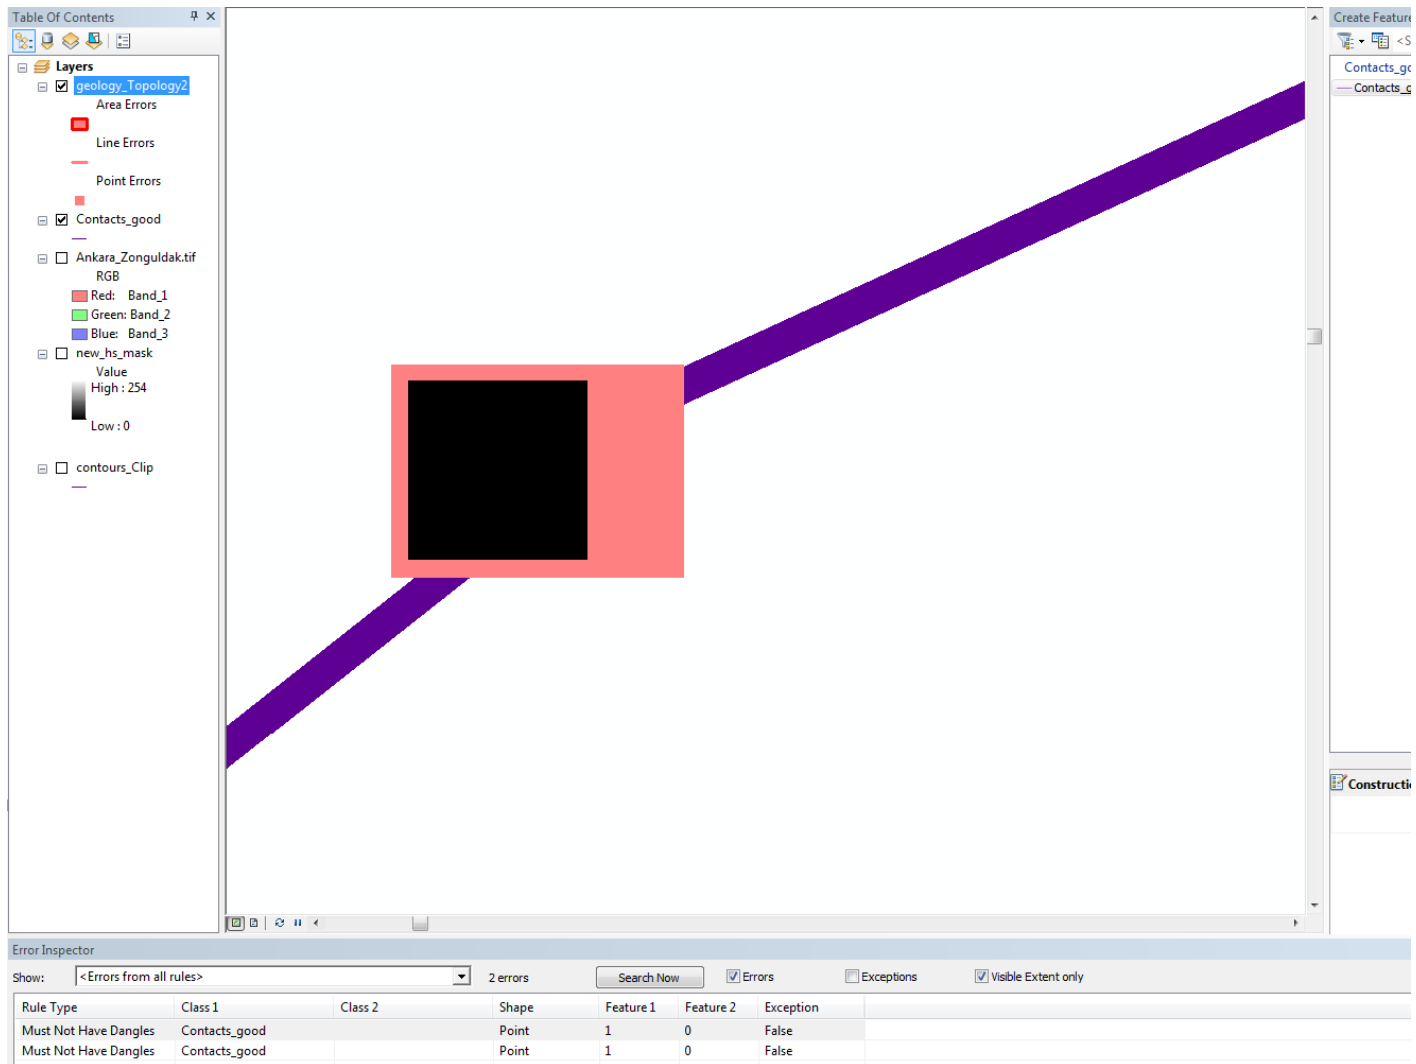 Table Of Contents
Layers
geology_Topology2
Area Errors
Line Errors
Point Errors
Contacts_good
Ankara_Zonguldak.tif
RGB
Red: Band_1
Green: Band_2
Blue: Band_3
new_hs_mask
Value
High : 254
Low : 0
contours_Clip
Create Feature
<S
Contacts_go
Contacts_g
Constructi
Error Inspector
Show: <Errors from all rules> 2 errors Search Now Errors Exceptions Visible Extent only
Rule Type Class 1 Class 2 Shape Feature 1 Feature 2 Exception
Must Not Have Dangles Contacts_good Point 1 0 False
Must Not Have Dangles Contacts_good Point 1 0 False